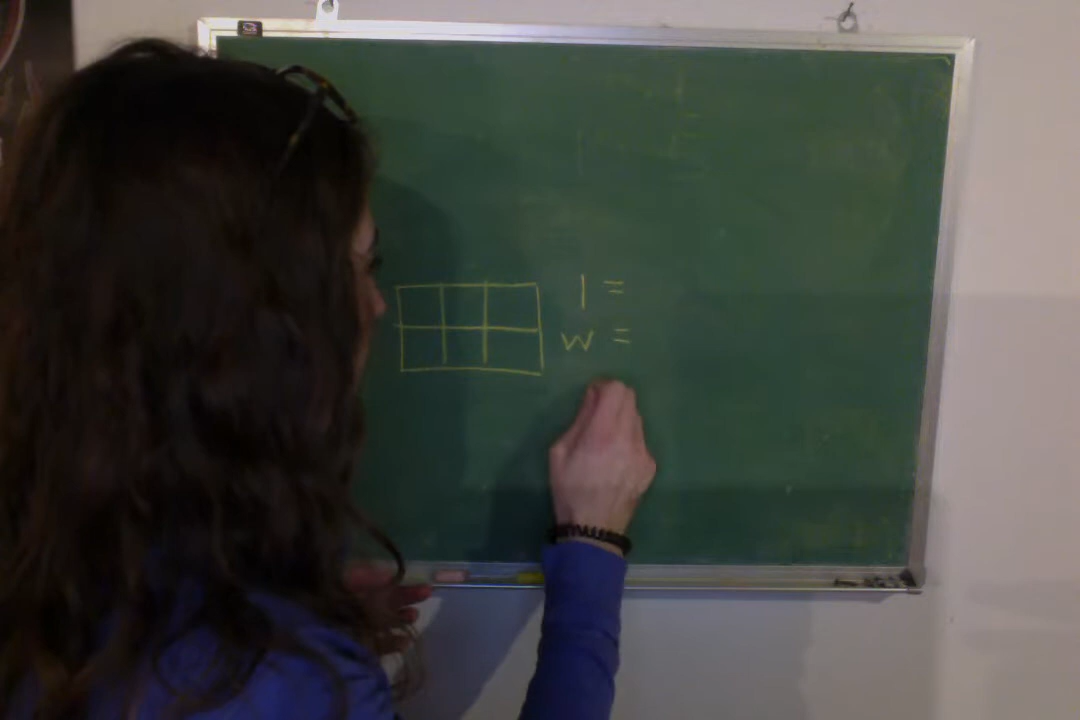 l =
w =